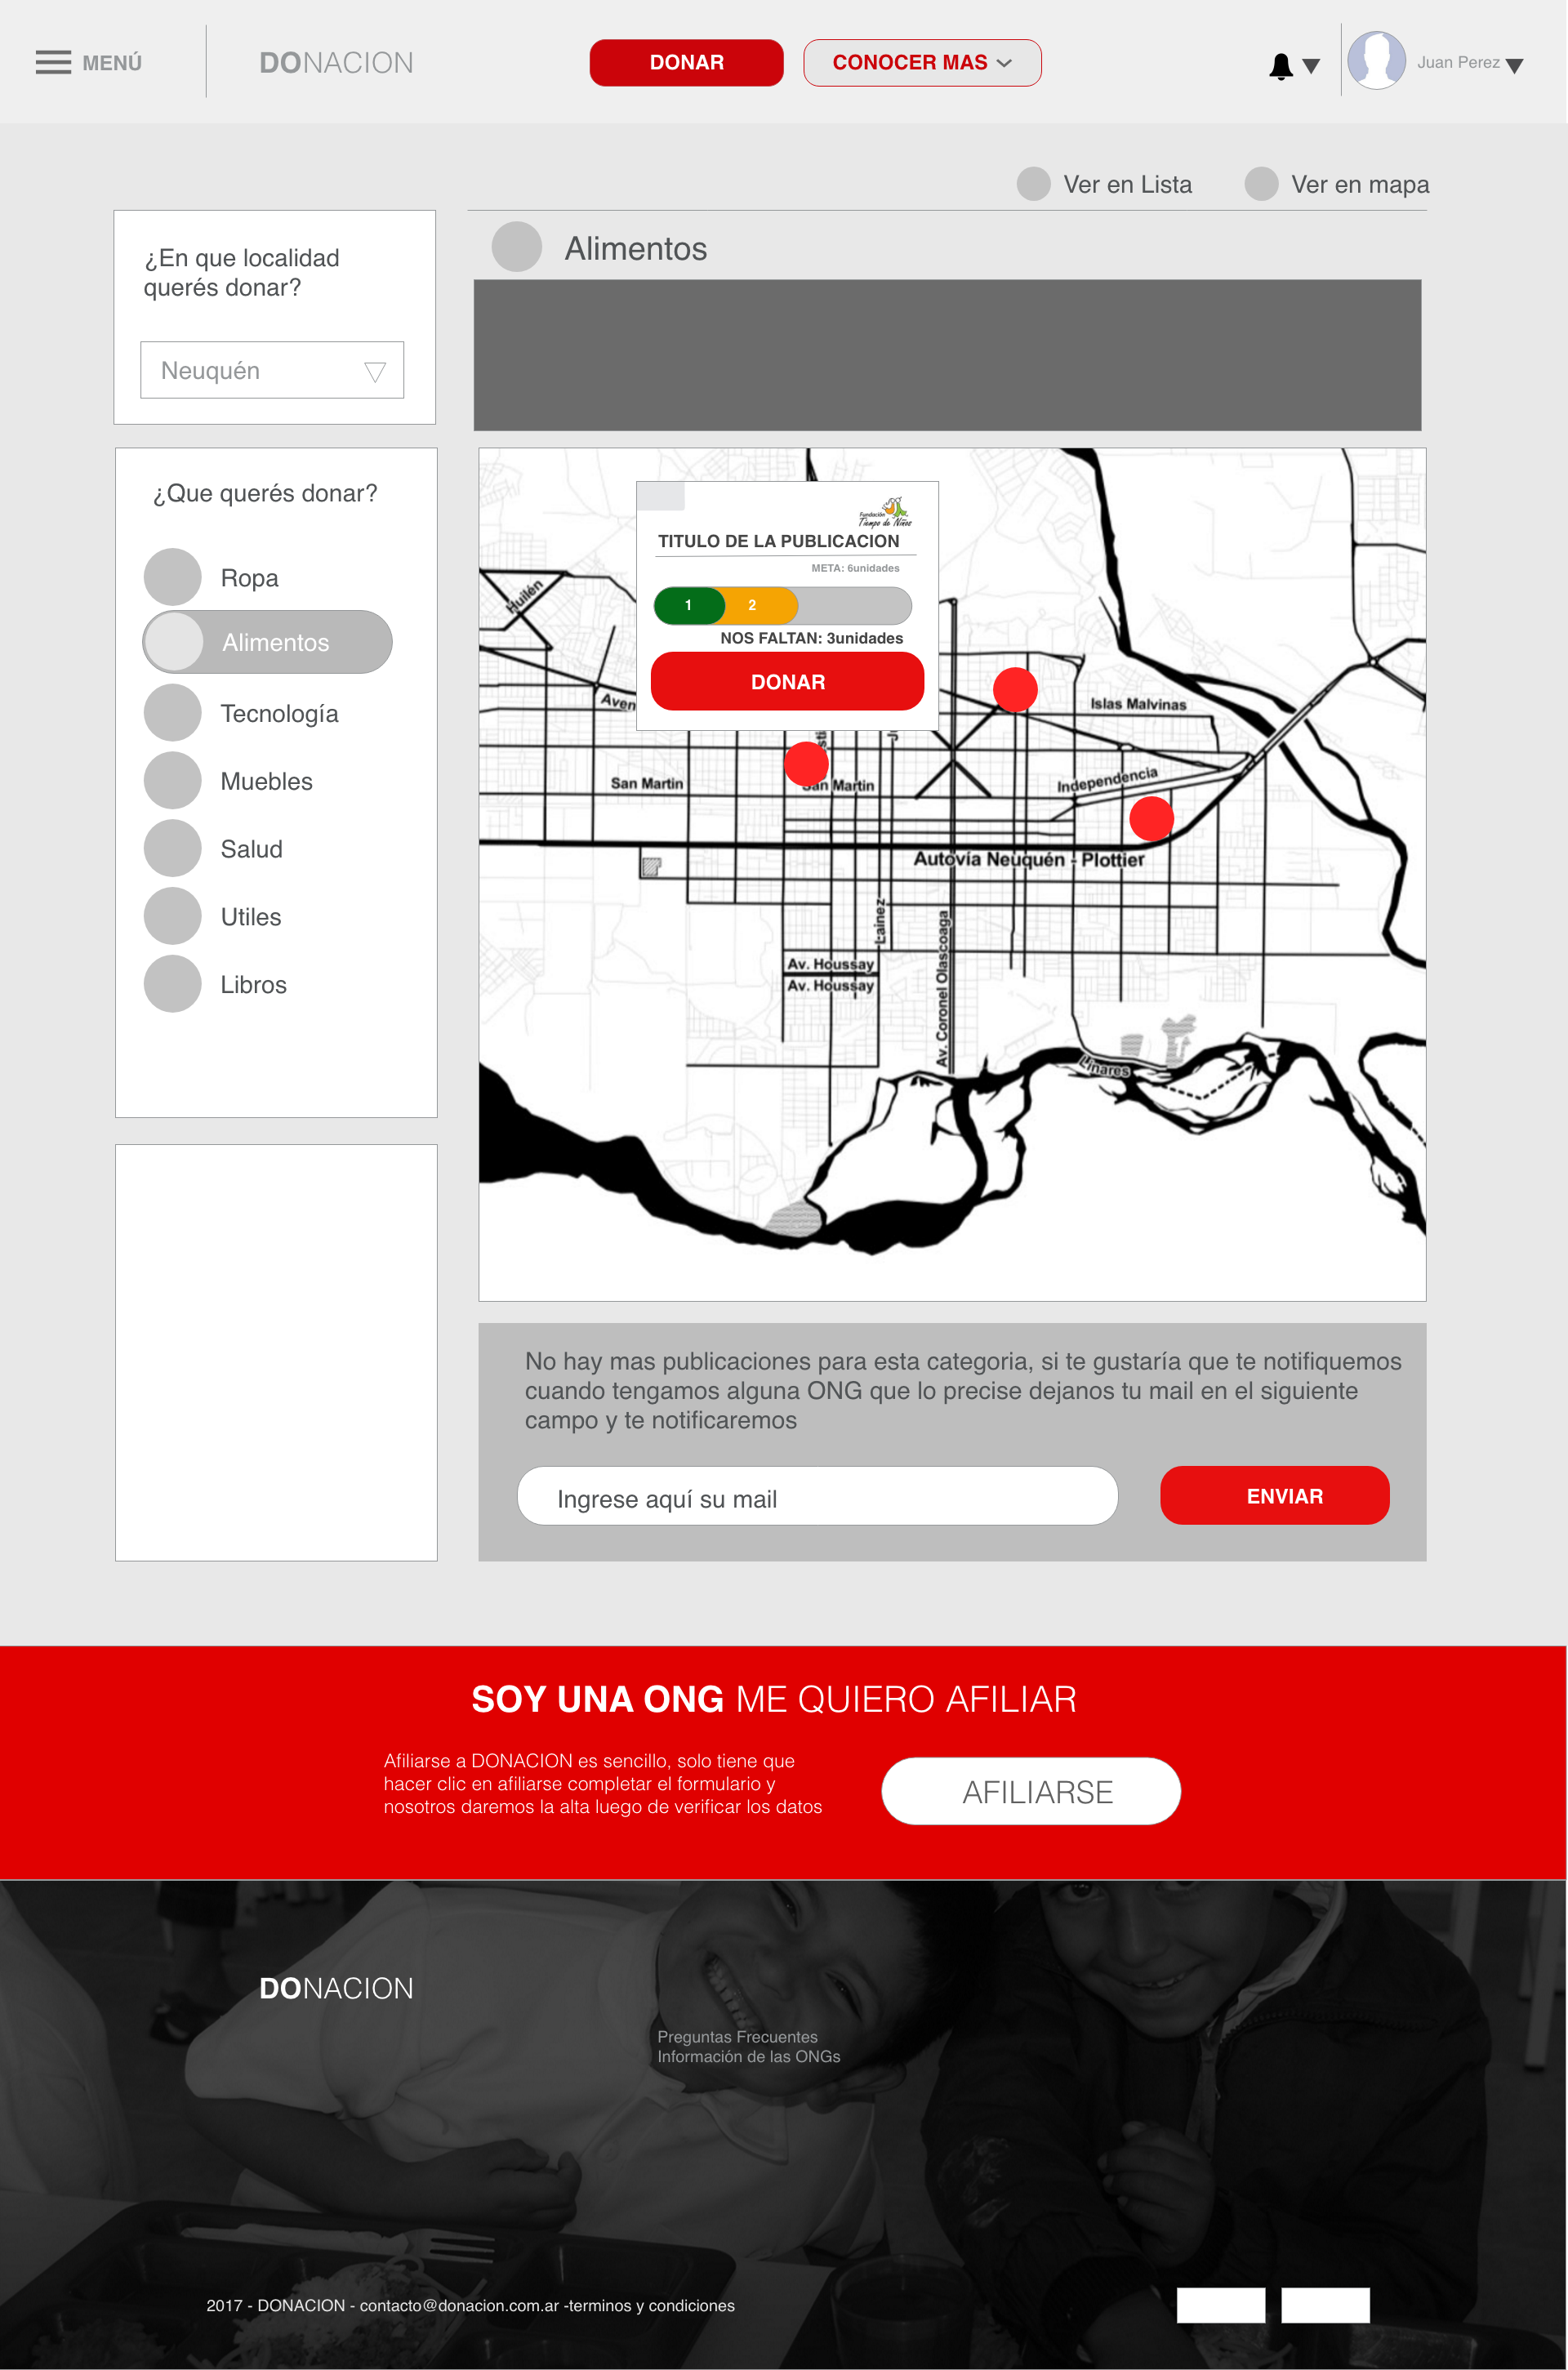 MENÚ
DONACION
DONAR
CONOCER MAS
Juan Perez
Ver en Lista
Ver en mapa
¿En que localidad
querés donar?
Neuquén
Alimentos
¿Que querés donar?
Ropa
Alimentos
Tecnología
Muebles
Salud
Utiles
Libros
Fundación
Tiempo de Niños
TITULO DE LA PUBLICACION
META: 6unidades
1
2
NOS FALTAN: 3unidades
DONAR
Huilén
Aven
Islas Malvinas
San Martin
San Martin
Independencia
Autovía Neuquén - Plottier
Lainez
Av. Coronel Olascoaga
Av. Houssay
Av. Houssay
Linares
No hay mas publicaciones para esta categoria, si te gustaría que te notifiquemos
cuando tengamos alguna ONG que lo precise dejanos tu mail en el siguiente
campo y te notificaremos
Ingrese aquí su mail
ENVIAR
SOY UNA ONG ME QUIERO AFILIAR
Afiliarse a DONACION es sencillo, solo tiene que
hacer clic en afiliarse completar el formulario y
nosotros daremos la alta luego de verificar los datos
AFILIARSE
DONACION
Preguntas Frecuentes
Información de las ONGs
2017 - DONACION - contacto@donacion.com.ar -terminos y condiciones